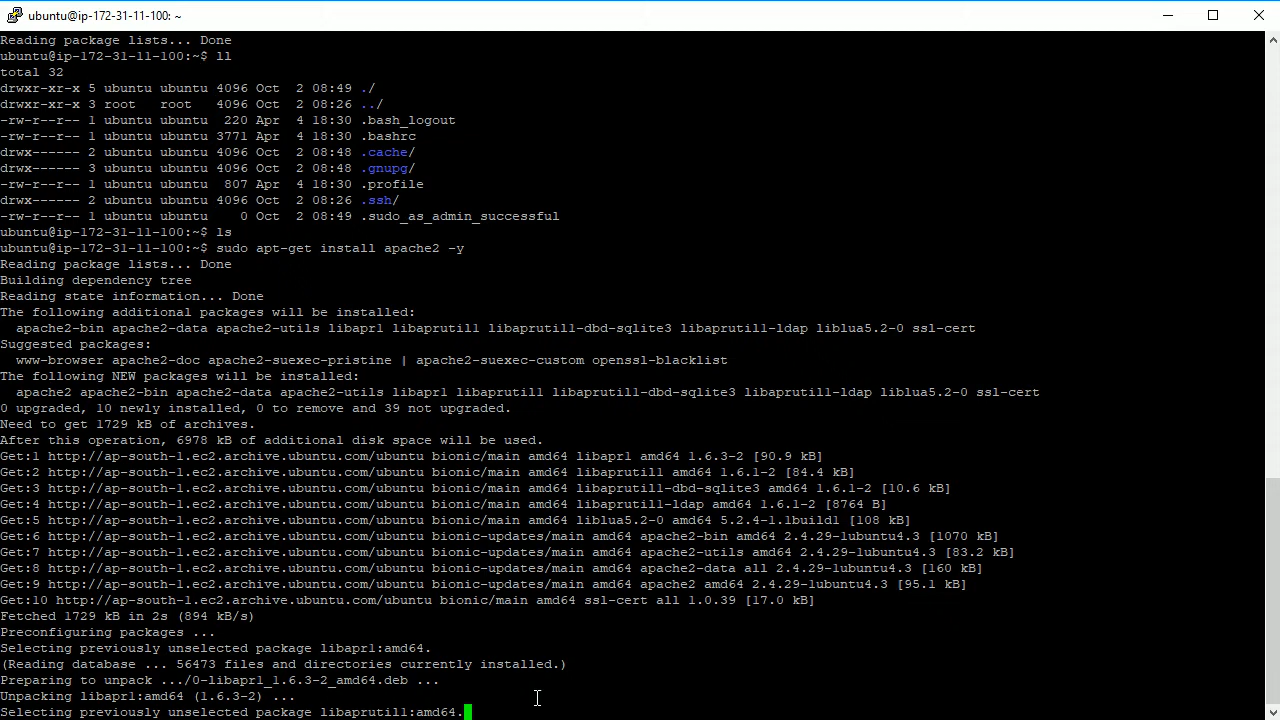 ubuntu@ip-172-31-11-100: ~
Reading package lists... Done
ubuntu@ip-172-31-11-100:~$ ll
total 32
drwxr-xr-x 5 ubuntu ubuntu 4096 Oct  2 08:49 ./
drwxr-xr-x 3 root   root   4096 Oct  2 08:26 ../
-rw-r--r-- 1 ubuntu ubuntu  220 Apr  4 18:30 .bash_logout
-rw-r--r-- 1 ubuntu ubuntu 3771 Apr  4 18:30 .bashrc
drwx------ 2 ubuntu ubuntu 4096 Oct  2 08:48 .cache/
drwx------ 3 ubuntu ubuntu 4096 Oct  2 08:48 .gnupg/
-rw-r--r-- 1 ubuntu ubuntu  807 Apr  4 18:30 .profile
drwx------ 2 ubuntu ubuntu 4096 Oct  2 08:26 .ssh/
-rw-r--r-- 1 ubuntu ubuntu    0 Oct  2 08:49 .sudo_as_admin_successful
ubuntu@ip-172-31-11-100:~$ ls
ubuntu@ip-172-31-11-100:~$ sudo apt-get install apache2 -y
Reading package lists... Done
Building dependency tree
Reading state information... Done
The following additional packages will be installed:
  apache2-bin apache2-data apache2-utils libapr1 libaprutil1 libaprutil1-dbd-sqlite3 libaprutil1-ldap liblua5.2-0 ssl-cert
Suggested packages:
  www-browser apache2-doc apache2-suexec-pristine | apache2-suexec-custom openssl-blacklist
The following NEW packages will be installed:
  apache2 apache2-bin apache2-data apache2-utils libapr1 libaprutil1 libaprutil1-dbd-sqlite3 libaprutil1-ldap liblua5.2-0 ssl-cert
0 upgraded, 10 newly installed, 0 to remove and 39 not upgraded.
Need to get 1729 kB of archives.
After this operation, 6978 kB of additional disk space will be used.
Get:1 http://ap-south-1.ec2.archive.ubuntu.com/ubuntu bionic/main amd64 libapr1 amd64 1.6.3-2 [90.9 kB]
Get:2 http://ap-south-1.ec2.archive.ubuntu.com/ubuntu bionic/main amd64 libaprutil1 amd64 1.6.1-2 [84.4 kB]
Get:3 http://ap-south-1.ec2.archive.ubuntu.com/ubuntu bionic/main amd64 libaprutil1-dbd-sqlite3 amd64 1.6.1-2 [10.6 kB]
Get:4 http://ap-south-1.ec2.archive.ubuntu.com/ubuntu bionic/main amd64 libaprutil1-ldap amd64 1.6.1-2 [8764 B]
Get:5 http://ap-south-1.ec2.archive.ubuntu.com/ubuntu bionic/main amd64 liblua5.2-0 amd64 5.2.4-1.1build1 [108 kB]
Get:6 http://ap-south-1.ec2.archive.ubuntu.com/ubuntu bionic-updates/main amd64 apache2-bin amd64 2.4.29-1ubuntu4.3 [1070 kB]
Get:7 http://ap-south-1.ec2.archive.ubuntu.com/ubuntu bionic-updates/main amd64 apache2-utils amd64 2.4.29-1ubuntu4.3 [83.2 kB]
Get:8 http://ap-south-1.ec2.archive.ubuntu.com/ubuntu bionic-updates/main amd64 apache2-data all 2.4.29-1ubuntu4.3 [160 kB]
Get:9 http://ap-south-1.ec2.archive.ubuntu.com/ubuntu bionic-updates/main amd64 apache2 amd64 2.4.29-1ubuntu4.3 [95.1 kB]
Get:10 http://ap-south-1.ec2.archive.ubuntu.com/ubuntu bionic/main amd64 ssl-cert all 1.0.39 [17.0 kB]
Fetched 1729 kB in 2s (894 kB/s)
Preconfiguring packages ...
Selecting previously unselected package libapr1:amd64.
(Reading database ... 56473 files and directories currently installed.)
Preparing to unpack .../0-libapr1_1.6.3-2_amd64.deb ...
Unpacking libapr1:amd64 (1.6.3-2) ...
Selecting previously unselected package libaprutil1:amd64.